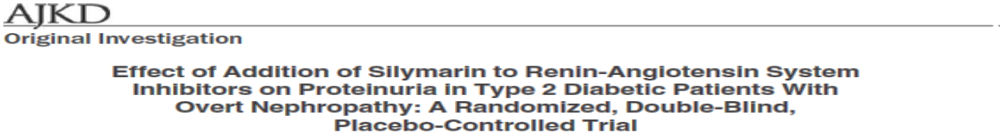 AJKD
Original Investigation
Effect of Addition of Silymarin to Renin-Angiotensin System
Inhibitors on Proteinuria in Type 2 Diabetic Patients With
Overt Nephropathy: A Randomized, Double-Blind,
Placebo-Controlled Trial